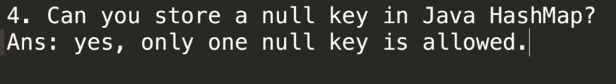 4. Can you store a null key in Java HashMap?
Ans: yes, only one null key is allowed.